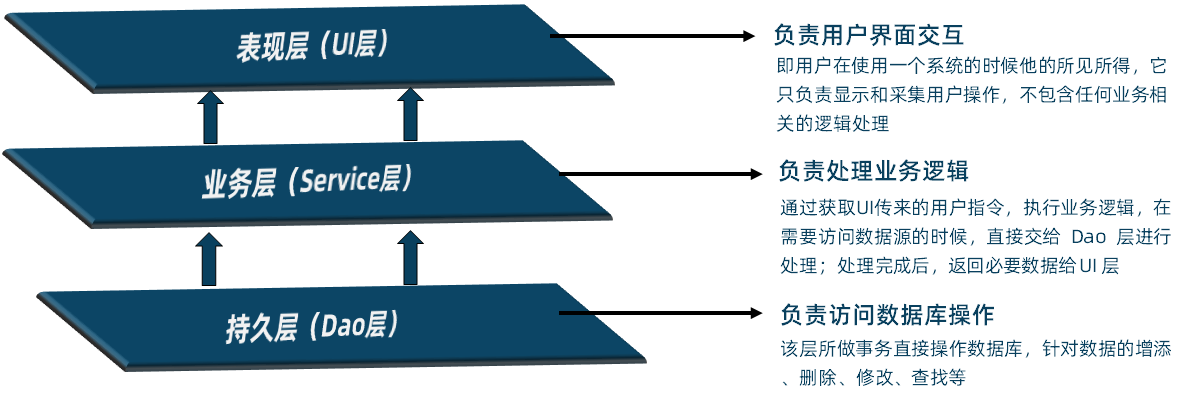 表现层（UI层）
负责用户界面交互
即用户在使用一个系统的时候他的所见所得，它
只负责显示和采集用户操作，不包含任何业务相
关的逻辑处理
业务层（Service层）
负责处理业务逻辑
通过获取UI传来的用户指令，执行业务逻辑，在
需要访问数据源的时候，直接交给 Dao 层进行
处理；处理完成后，返回必要数据给UI 层
持久层（Dao层）
负责访问数据库操作
该层所做事务直接操作数据库，针对数据的增添
、删除、修改、查找等